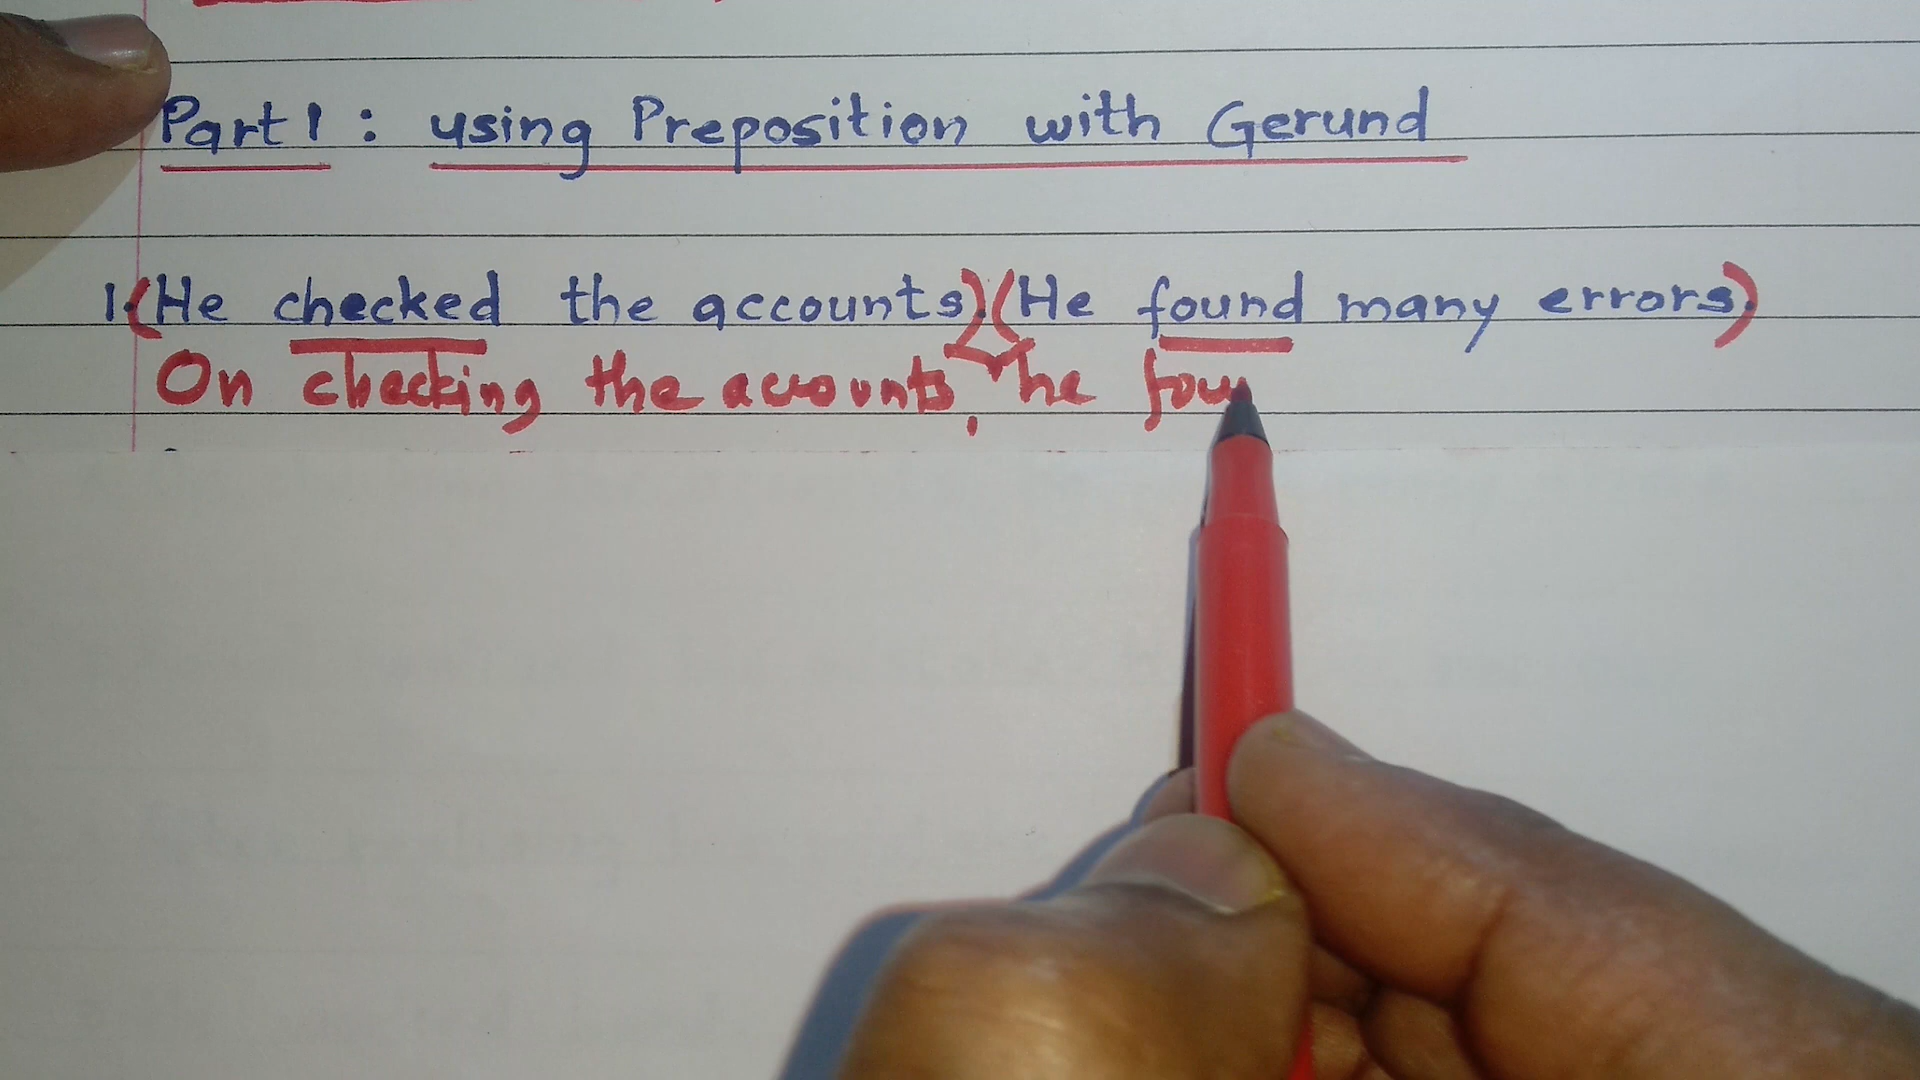 Part 1 : using Preposition with Gerund
1.(He checked the accounts).(He found many errors).
On checking the accounts, he fou